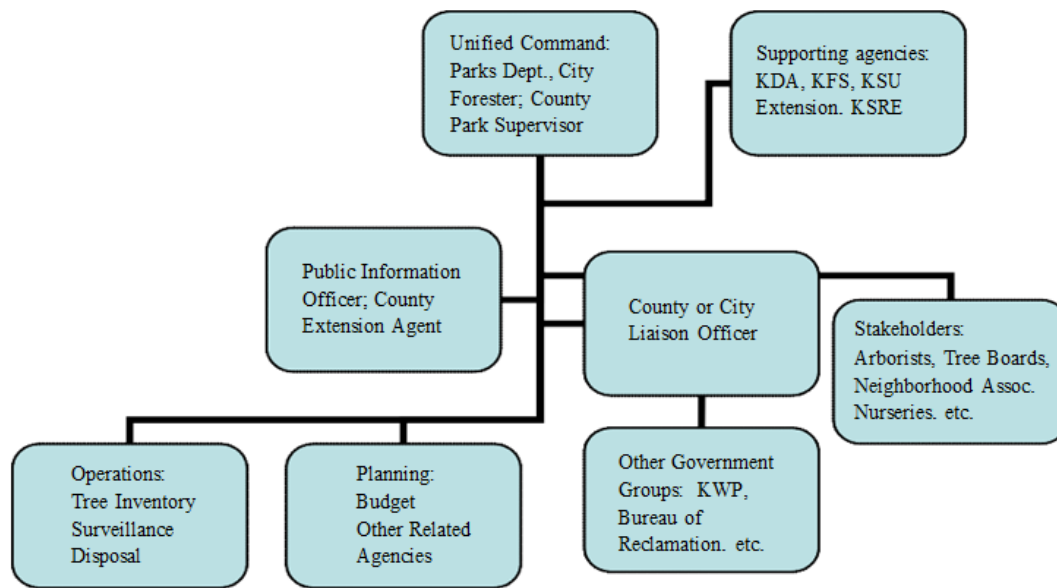 Unified Command:
Parks Dept., City
Forester; County
Park Supervisor
Supporting agencies:
KDA, KFS, KSU
Extension. KSRE
Public Information
Officer; County
Extension Agent
County or City
Liaison Officer
Stakeholders:
Arborists, Tree Boards,
Neighborhood Assoc.
Nurseries. etc.
Operations:
Tree Inventory
Surveillance
Disposal
Planning:
Budget
Other Related
Agencies
Other Government
Groups: KWP,
Bureau of
Reclamation. etc.